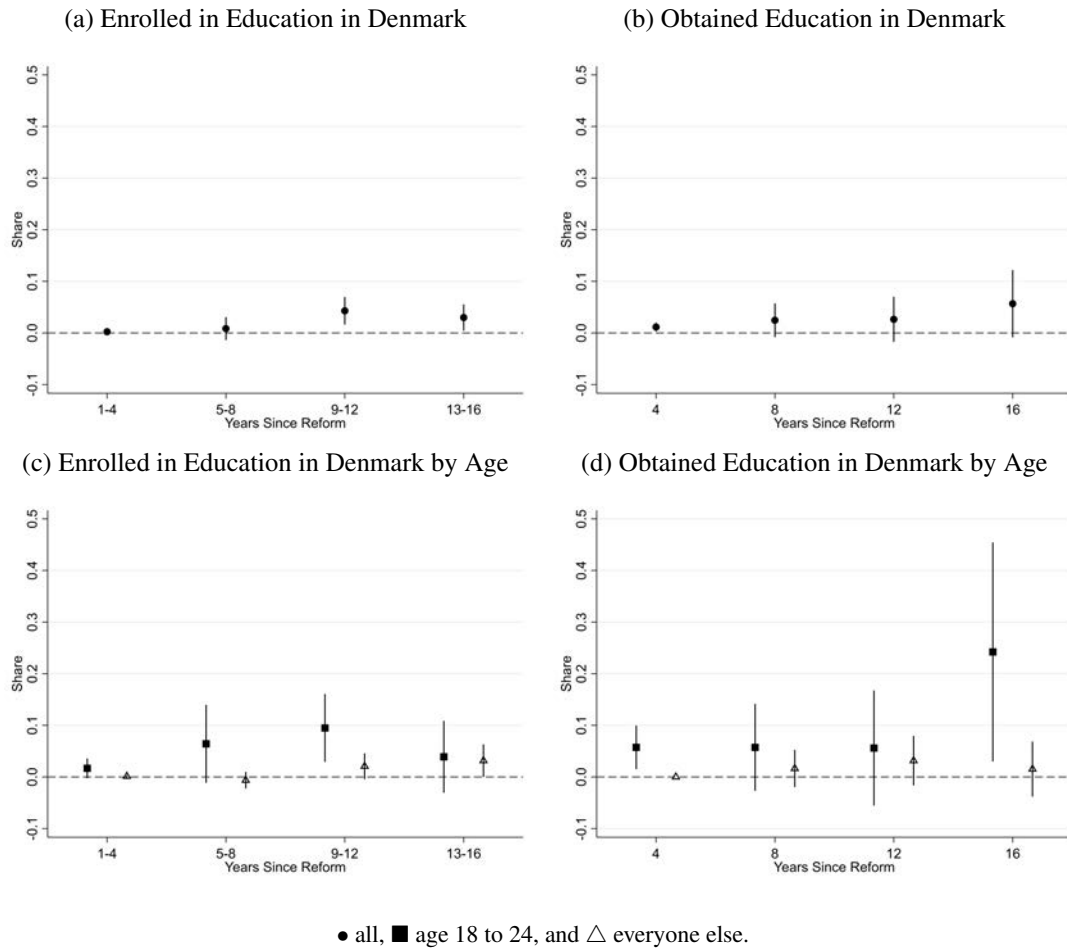 (a) Enrolled in Education in Denmark
(b) Obtained Education in Denmark
0.5
0.4
0.3
0.2
0.1
0.0
-0.1
Share
1-4 5-8 9-12 13-16
Years Since Reform
0.5
0.4
0.3
0.2
0.1
0.0
-0.1
Share
4 8 12 16
Years Since Reform
(c) Enrolled in Education in Denmark by Age
(d) Obtained Education in Denmark by Age
0.5
0.4
0.3
0.2
0.1
0.0
-0.1
Share
1-4 5-8 9-12 13-16
Years Since Reform
0.5
0.4
0.3
0.2
0.1
0.0
-0.1
Share
4 8 12 16
Years Since Reform
● all, ■ age 18 to 24, and △ everyone else.